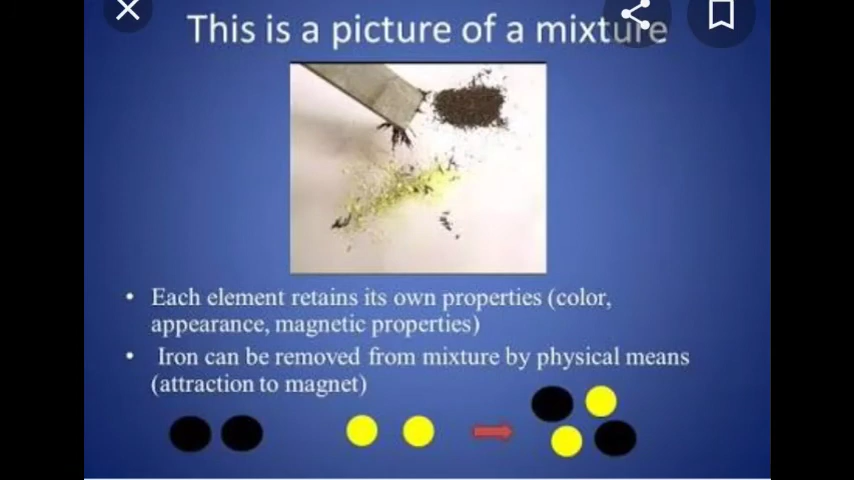 This is a picture of a mixture
• Each element retains its own properties (color,
appearance, magnetic properties)
• Iron can be removed from mixture by physical means
(attraction to magnet)